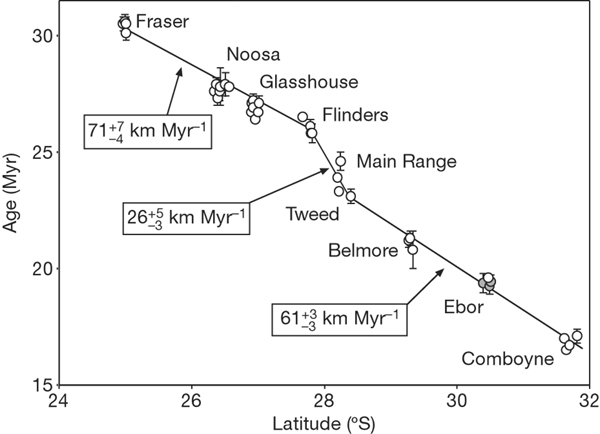 30
25
20
15
24
26
28
30
32
Age (Myr)
Latitude (ºS)
Fraser
Noosa
Glasshouse
Flinders
Main Range
Tweed
Belmore
Ebor
Comboyne
71+7−4 km Myr−1
26+5−3 km Myr−1
61+3−3 km Myr−1